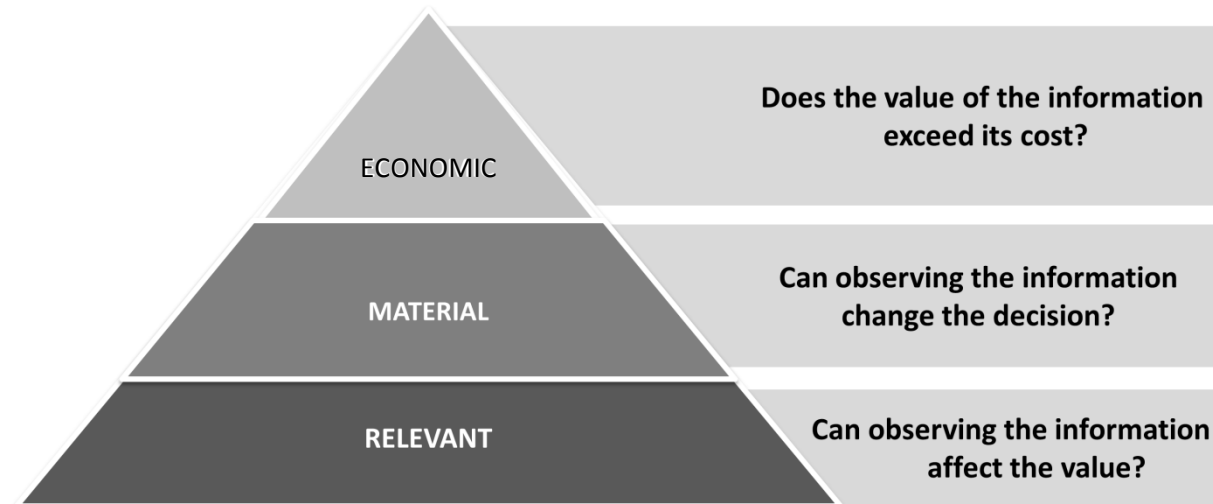 ECONOMIC
Does the value of the information
exceed its cost?
MATERIAL
Can observing the information
change the decision?
RELEVANT
Can observing the information
affect the value?